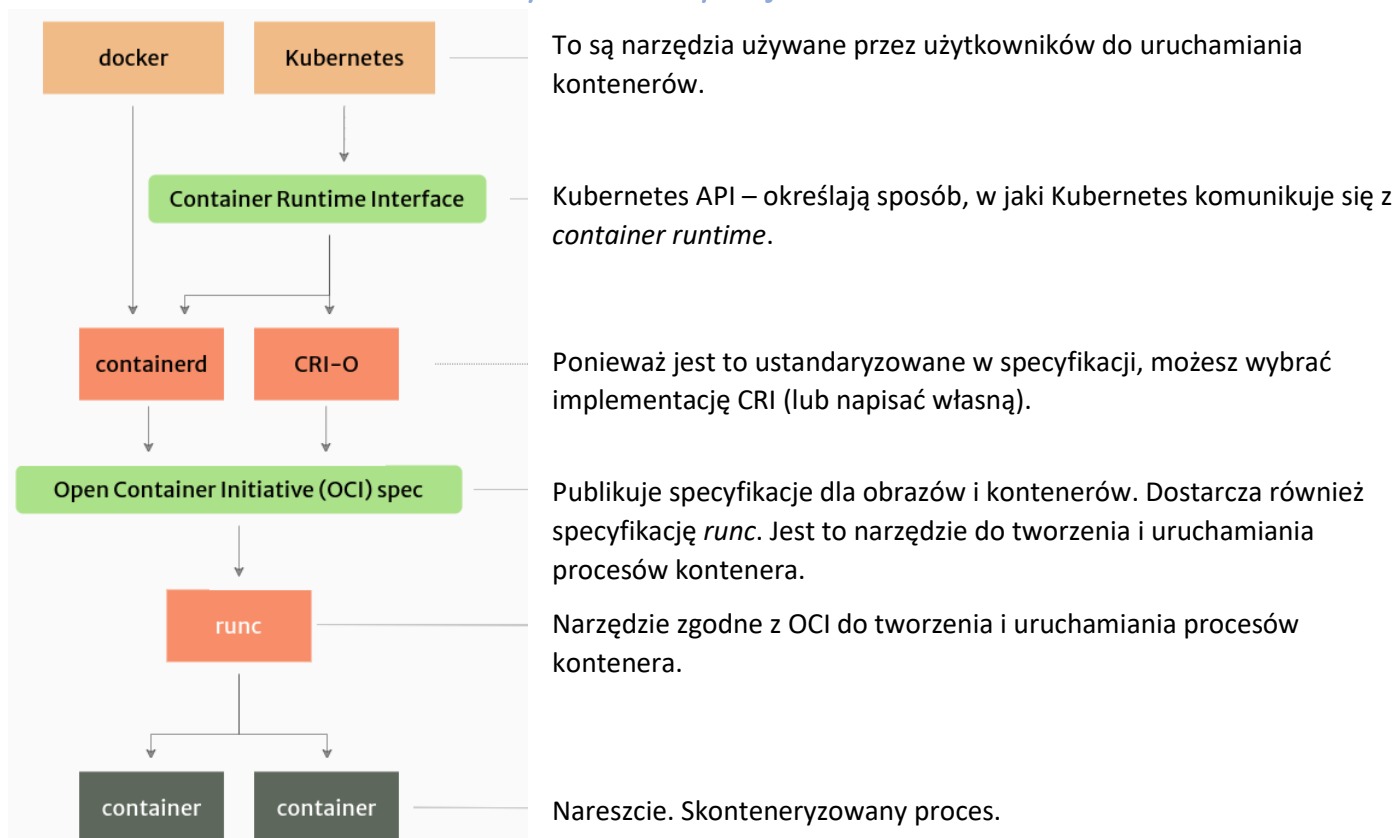 docker
Kubernetes
To są narzędzia używane przez użytkowników do uruchamiania
kontenerów.
Container Runtime Interface
Kubernetes API – określają sposób, w jaki Kubernetes komunikuje się z
container runtime.
containerd
CRI-O
Ponieważ jest to ustandaryzowane w specyfikacji, możesz wybrać
implementację CRI (lub napisać własną).
Open Container Initiative (OCI) spec
Publikuje specyfikacje dla obrazów i kontenerów. Dostarcza również
specyfikację runc. Jest to narzędzie do tworzenia i uruchamiania
procesów kontenera.
runc
Narzędzie zgodne z OCI do tworzenia i uruchamiania procesów
kontenera.
container
container
Nareszcie. Skonteneryzowany proces.